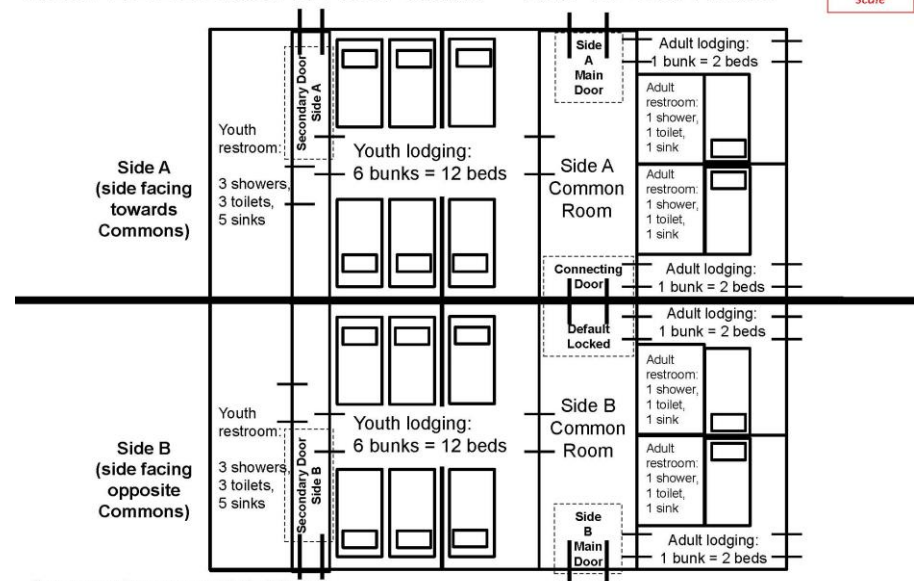 Scale
Side A
(side facing
towards
Commons)
Youth
restroom:
3 showers,
3 toilets,
5 sinks
Secondary Door
Side A
Youth lodging:
6 bunks = 12 beds
Side
A
Main
Door
Side A
Common
Room
Adult lodging:
1 bunk = 2 beds
Adult
restroom:
1 shower,
1 toilet,
1 sink
Adult
restroom:
1 shower,
1 toilet,
1 sink
Adult lodging:
1 bunk = 2 beds
Connecting
Door
Default
Locked
Side B
(side facing
opposite
Commons)
Youth
restroom:
3 showers,
3 toilets,
5 sinks
Secondary Door
Side B
Youth lodging:
6 bunks = 12 beds
Side B
Common
Room
Side
B
Main
Door
Adult lodging:
1 bunk = 2 beds
Adult
restroom:
1 shower,
1 toilet,
1 sink
Adult
restroom:
1 shower,
1 toilet,
1 sink
Adult lodging:
1 bunk = 2 beds